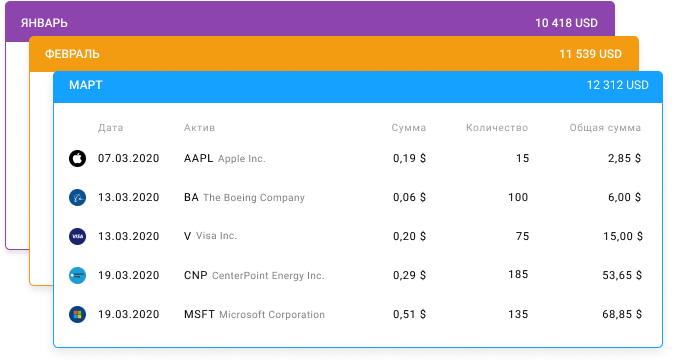 ЯНВАРЬ 10 418 USD
ФЕВРАЛЬ 11 539 USD
МАРТ 12 312 USD
Дата Актив Сумма Количество Общая сумма
07.03.2020 AAPL Apple Inc. 0,19 $ 15 2,85 $
13.03.2020 BA The Boeing Company 0,06 $ 100 6,00 $
VISA 13.03.2020 V Visa Inc. 0,20 $ 75 15,00 $
19.03.2020 CNP CenterPoint Energy Inc. 0,29 $ 185 53,65 $
19.03.2020 MSFT Microsoft Corporation 0,51 $ 135 68,85 $